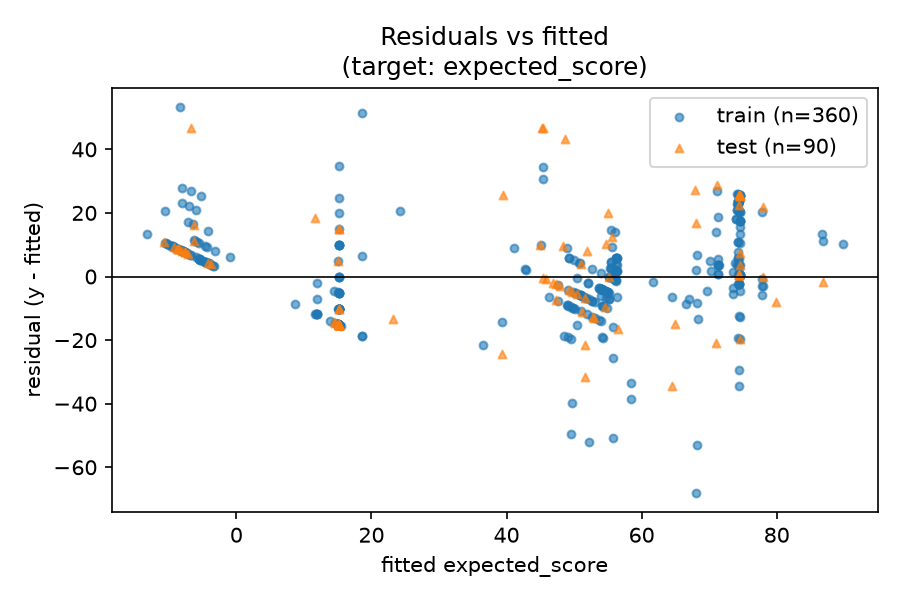 Residuals vs fitted
(target: expected_score)
train (n=360)
test (n=90)
residual (y - fitted)
40
20
0
−20
−40
−60
0
20
40
60
80
fitted expected_score